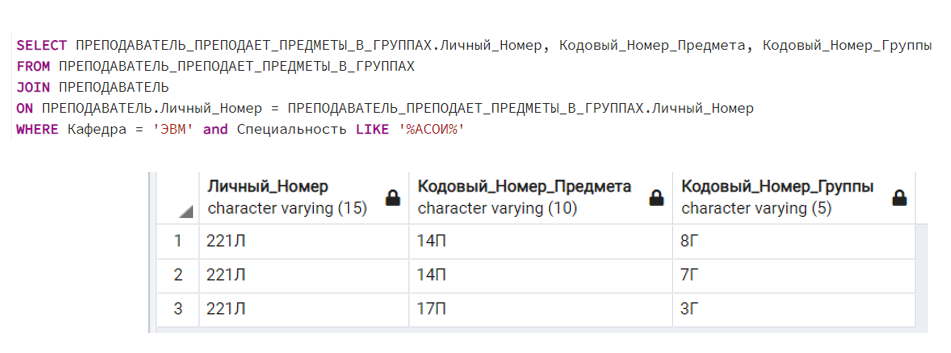 SELECT ПРЕПОДАВАТЕЛЬ_ПРЕПОДАЕТ_ПРЕДМЕТЫ_В_ГРУППАХ.Личный_Номер, Кодовый_Номер_Предмета, Кодовый_Номер_Группы
FROM ПРЕПОДАВАТЕЛЬ_ПРЕПОДАЕТ_ПРЕДМЕТЫ_В_ГРУППАХ
JOIN ПРЕПОДАВАТЕЛЬ
ON ПРЕПОДАВАТЕЛЬ.Личный_Номер = ПРЕПОДАВАТЕЛЬ_ПРЕПОДАЕТ_ПРЕДМЕТЫ_В_ГРУППАХ.Личный_Номер
WHERE Кафедра = 'ЭВМ' and Специальность LIKE '%АСОИ%'
Личный_Номер Кодовый_Номер_Предмета Кодовый_Номер_Группы
character varying (15) character varying (10) character varying (5)
1 221Л 14П 8Г
2 221Л 14П 7Г
3 221Л 17П 3Г